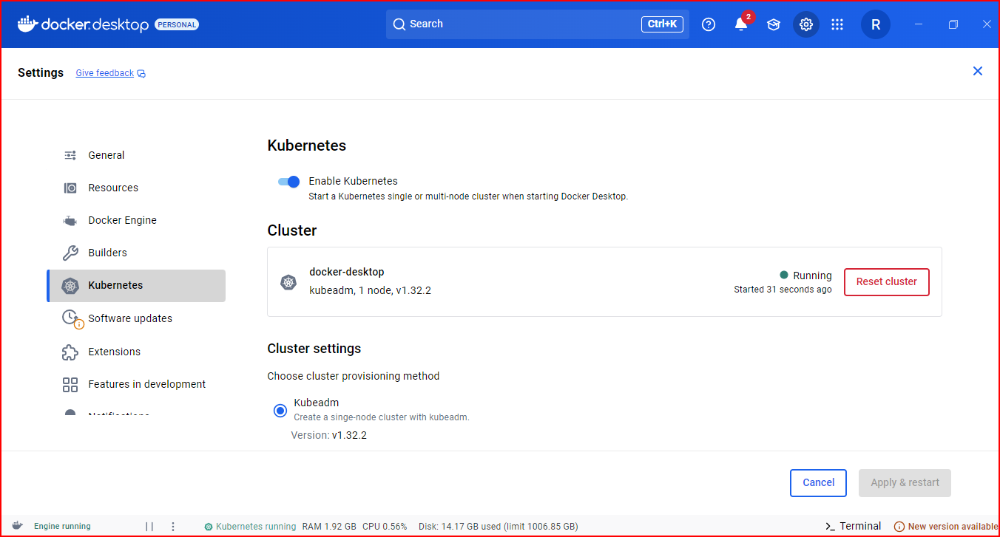 docker.desktop PERSONAL
Search
Ctrl+K
2
R
Settings
Give feedback
General
Resources
Docker Engine
Builders
Kubernetes
Software updates
Extensions
Features in development
Notifications
Kubernetes
Enable Kubernetes
Start a Kubernetes single or multi-node cluster when starting Docker Desktop.
Cluster
docker-desktop
kubeadm, 1 node, v1.32.2
Running
Started 31 seconds ago
Reset cluster
Cluster settings
Choose cluster provisioning method
Kubeadm
Create a singe-node cluster with kubeadm.
Version: v1.32.2
Cancel
Apply & restart
Engine running
Kubernetes running RAM 1.92 GB CPU 0.56% Disk: 14.17 GB used (limit 1006.85 GB)
>_ Terminal
New version available